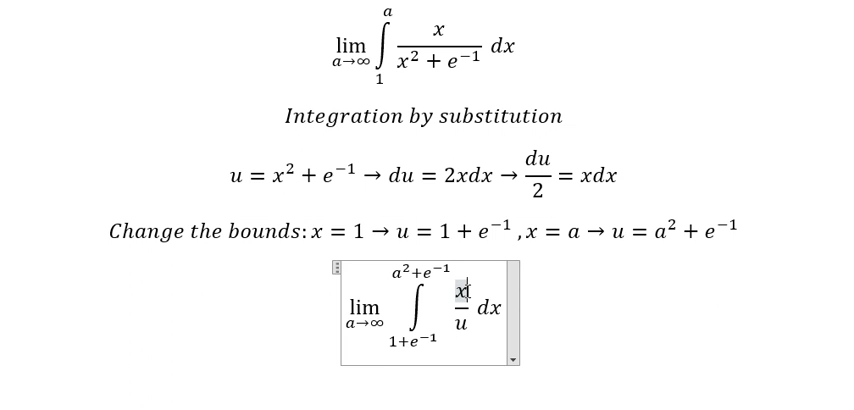 lim a→∞ ∫ 1 a x / x² + e⁻¹ dx
Integration by substitution
u = x² + e⁻¹ → du = 2xdx → du / 2 = xdx
Change the bounds: x = 1 → u = 1 + e⁻¹ , x = a → u = a² + e⁻¹
lim a→∞ ∫ 1+e⁻¹ a²+e⁻¹ x / u dx